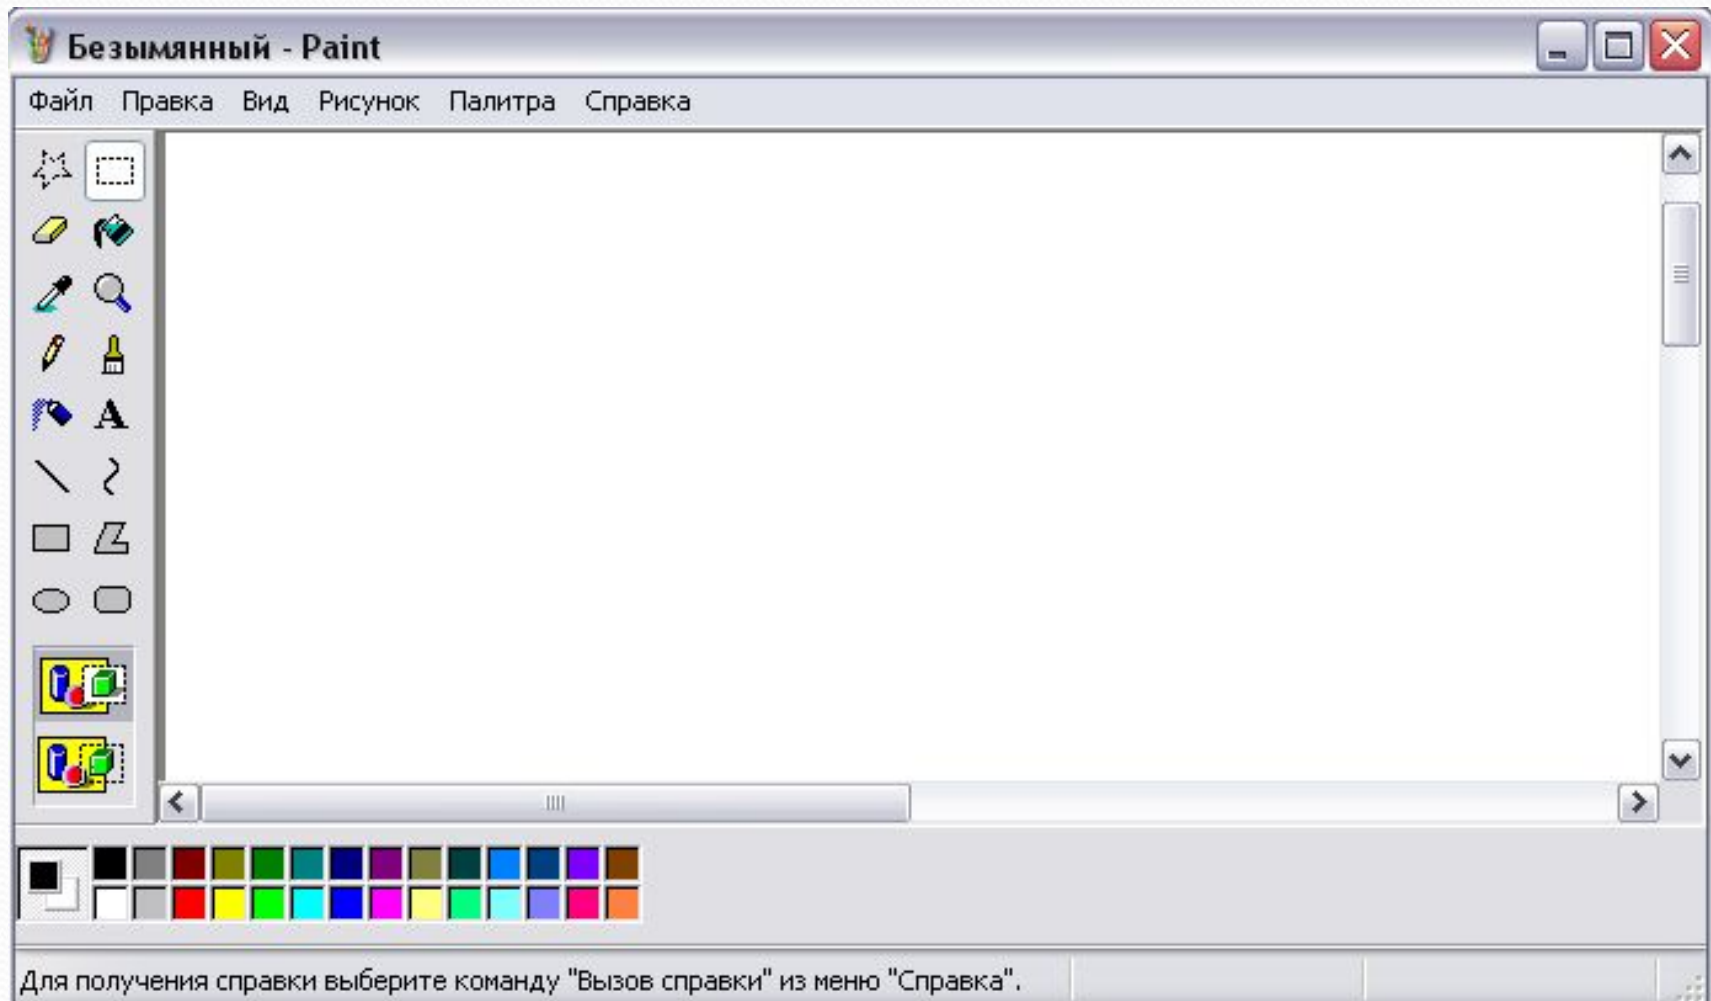 Безымянный - Paint
Файл Правка Вид Рисунок Палитра Справка
A
Для получения справки выберите команду "Вызов справки" из меню "Справка".